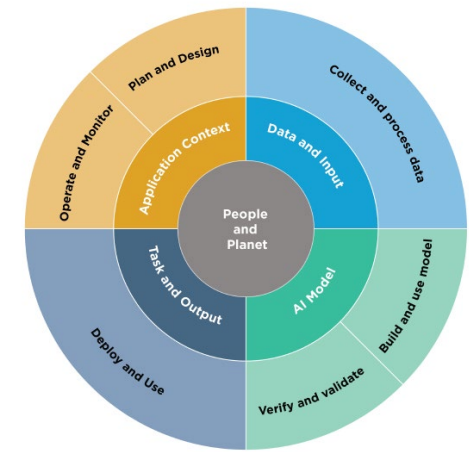 Plan and Design
Collect and process data
Operate and Monitor
Application Context
Data and Input
People
and
Planet
Task and Output
AI Model
Build and use model
Deploy and Use
Verify and validate